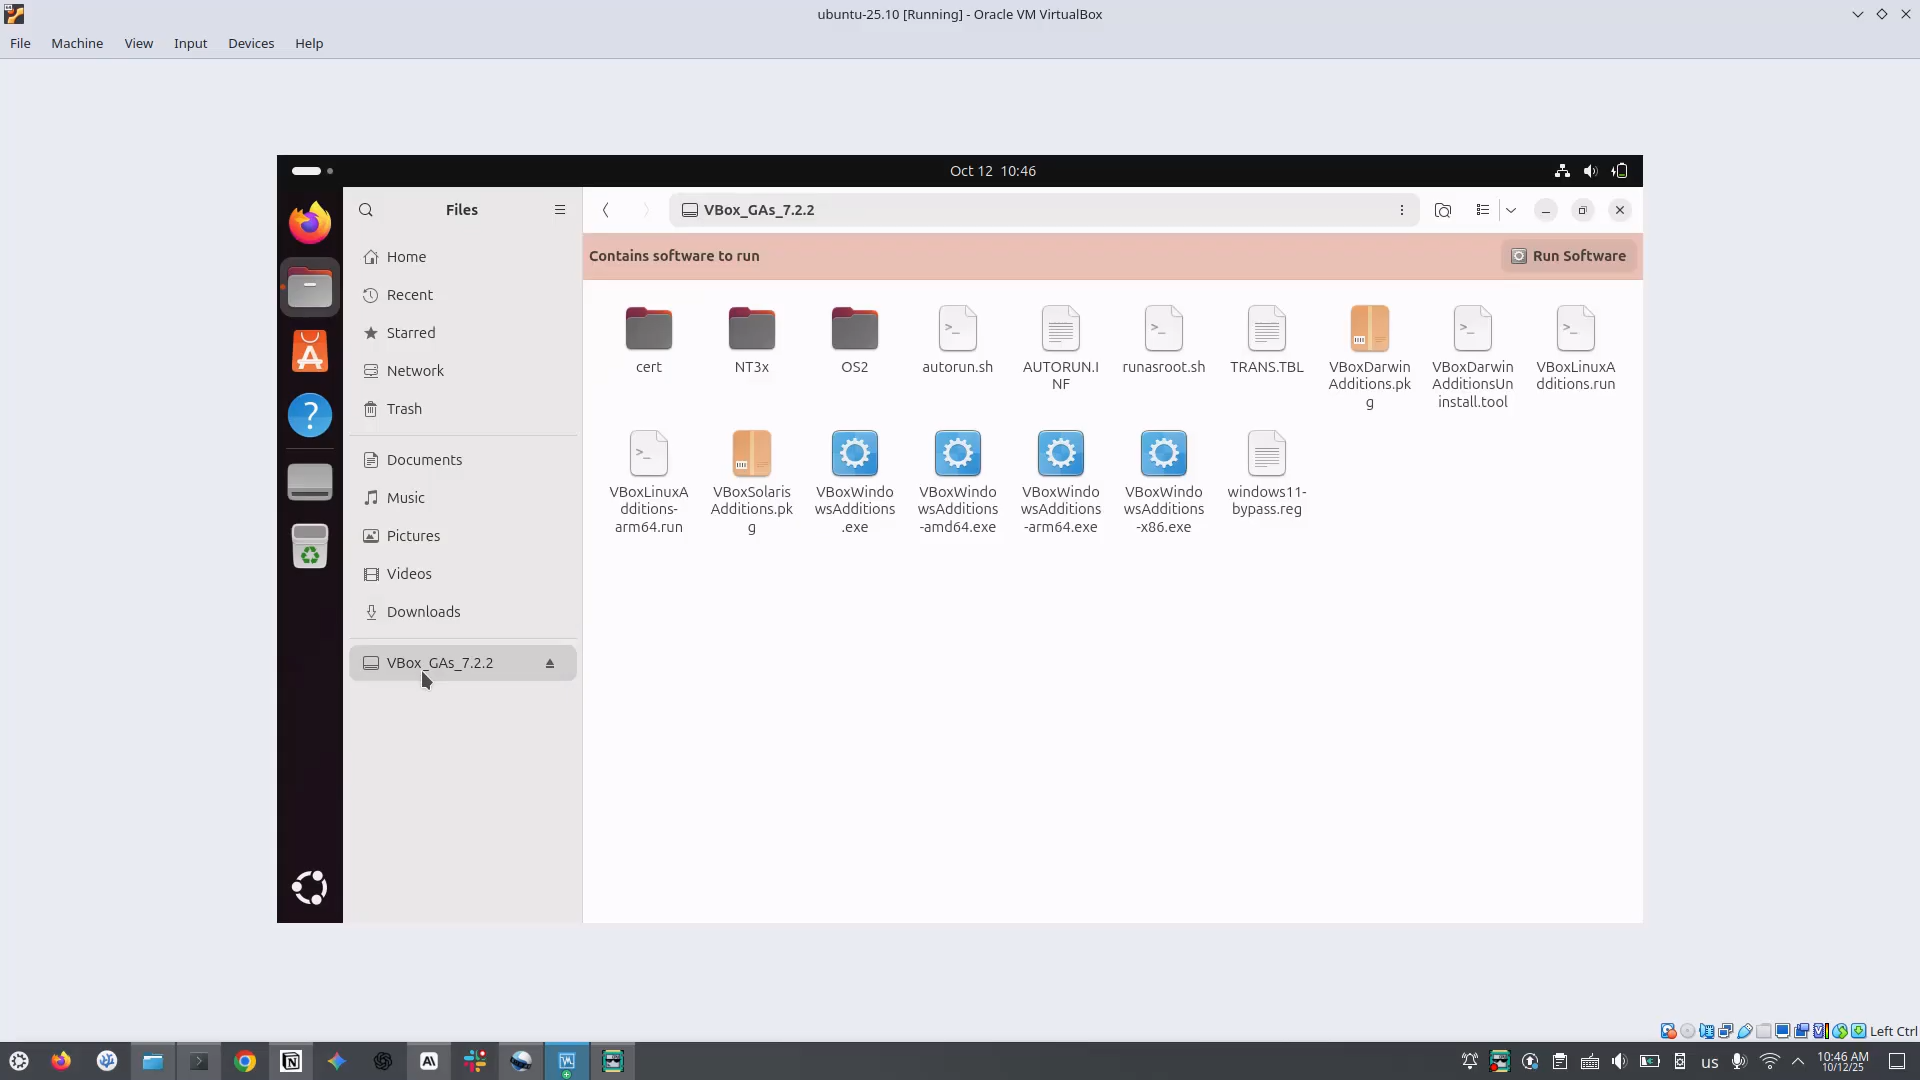 ubuntu-25.10 [Running] - Oracle VM VirtualBox
File Machine View Input Devices Help
Oct 12 10:46
Files
VBox_GAs_7.2.2
Contains software to run
Run Software
Home
Recent
Starred
Network
Trash
Documents
Music
Pictures
Videos
Downloads
VBox_GAs_7.2.2
cert
NT3x
OS2
autorun.sh
AUTORUN.I
NF
runasroot.sh
TRANS.TBL
VBoxDarwin
Additions.pk
g
VBoxDarwin
AdditionsUn
install.tool
VBoxLinuxA
dditions.run
VBoxLinuxA
dditions-
arm64.run
VBoxSolaris
Additions.pk
g
VBoxWindo
wsAdditions
.exe
VBoxWindo
wsAdditions
-amd64.exe
VBoxWindo
wsAdditions
-arm64.exe
VBoxWindo
wsAdditions
-x86.exe
windows11-
bypass.reg
Left Ctrl
us
10:46 AM
10/12/25